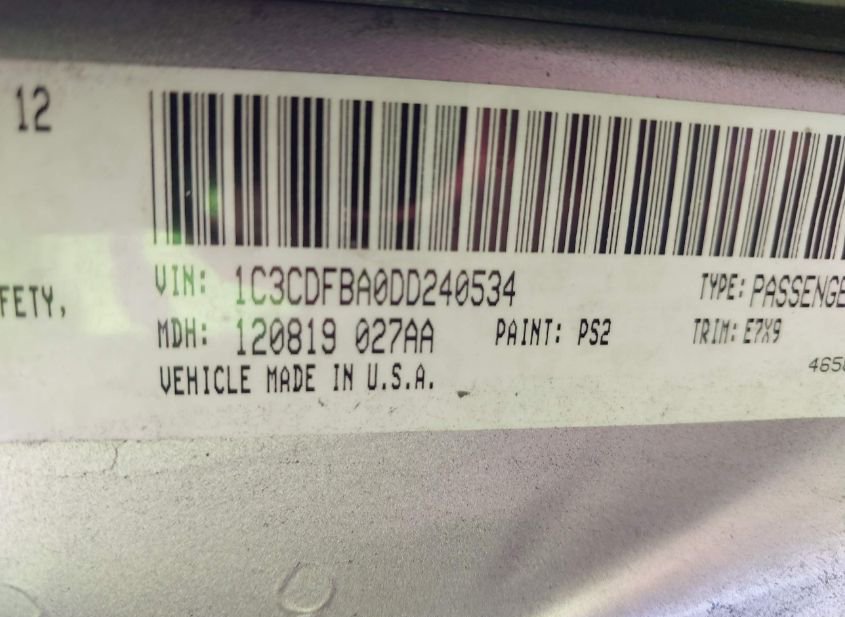 12
VIN: 1C3CDFBA0DD240534 TYPE: PASSENGE
FETY,
MDH: 120819 027AA PAINT: PS2 TRIM: E7X9
VEHICLE MADE IN U.S.A.
465